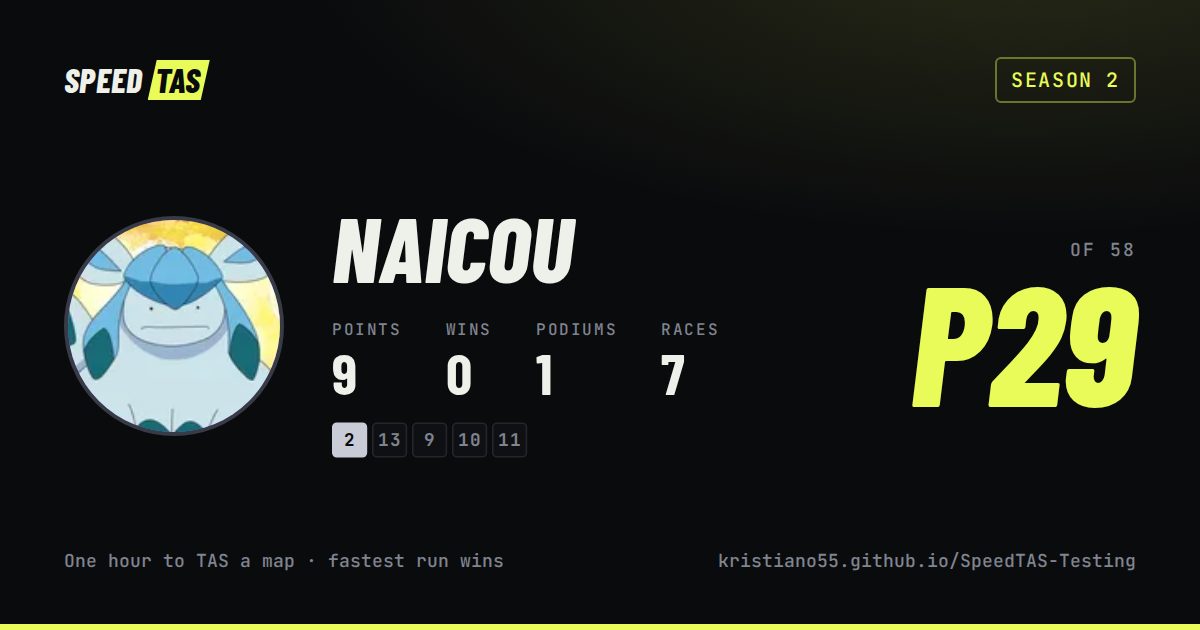 SPEED TAS
SEASON 2
NAICOU
OF 58
P29
POINTS WINS PODIUMS RACES
9 0 1 7
2 13 9 10 11
One hour to TAS a map · fastest run wins
kristiano55.github.io/SpeedTAS-Testing